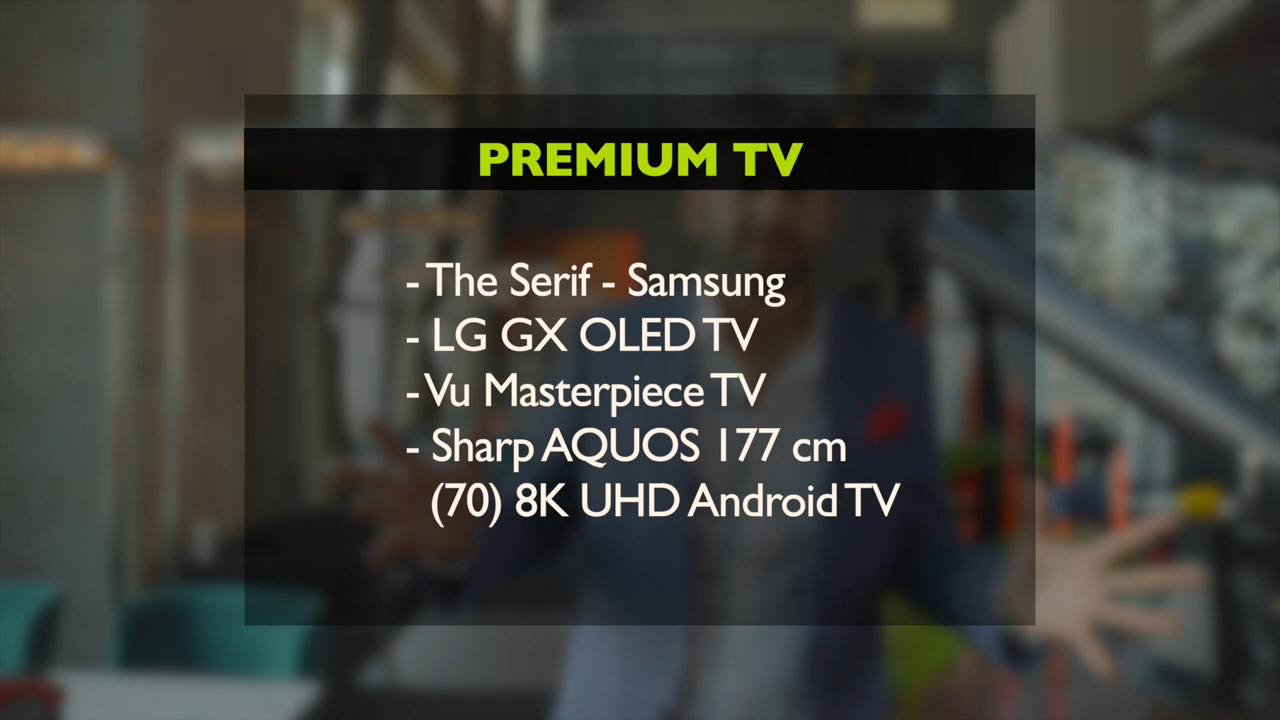 PREMIUM TV
- The Serif - Samsung
- LG GX OLED TV
- Vu Masterpiece TV
- Sharp AQUOS 177 cm
(70) 8K UHD Android TV